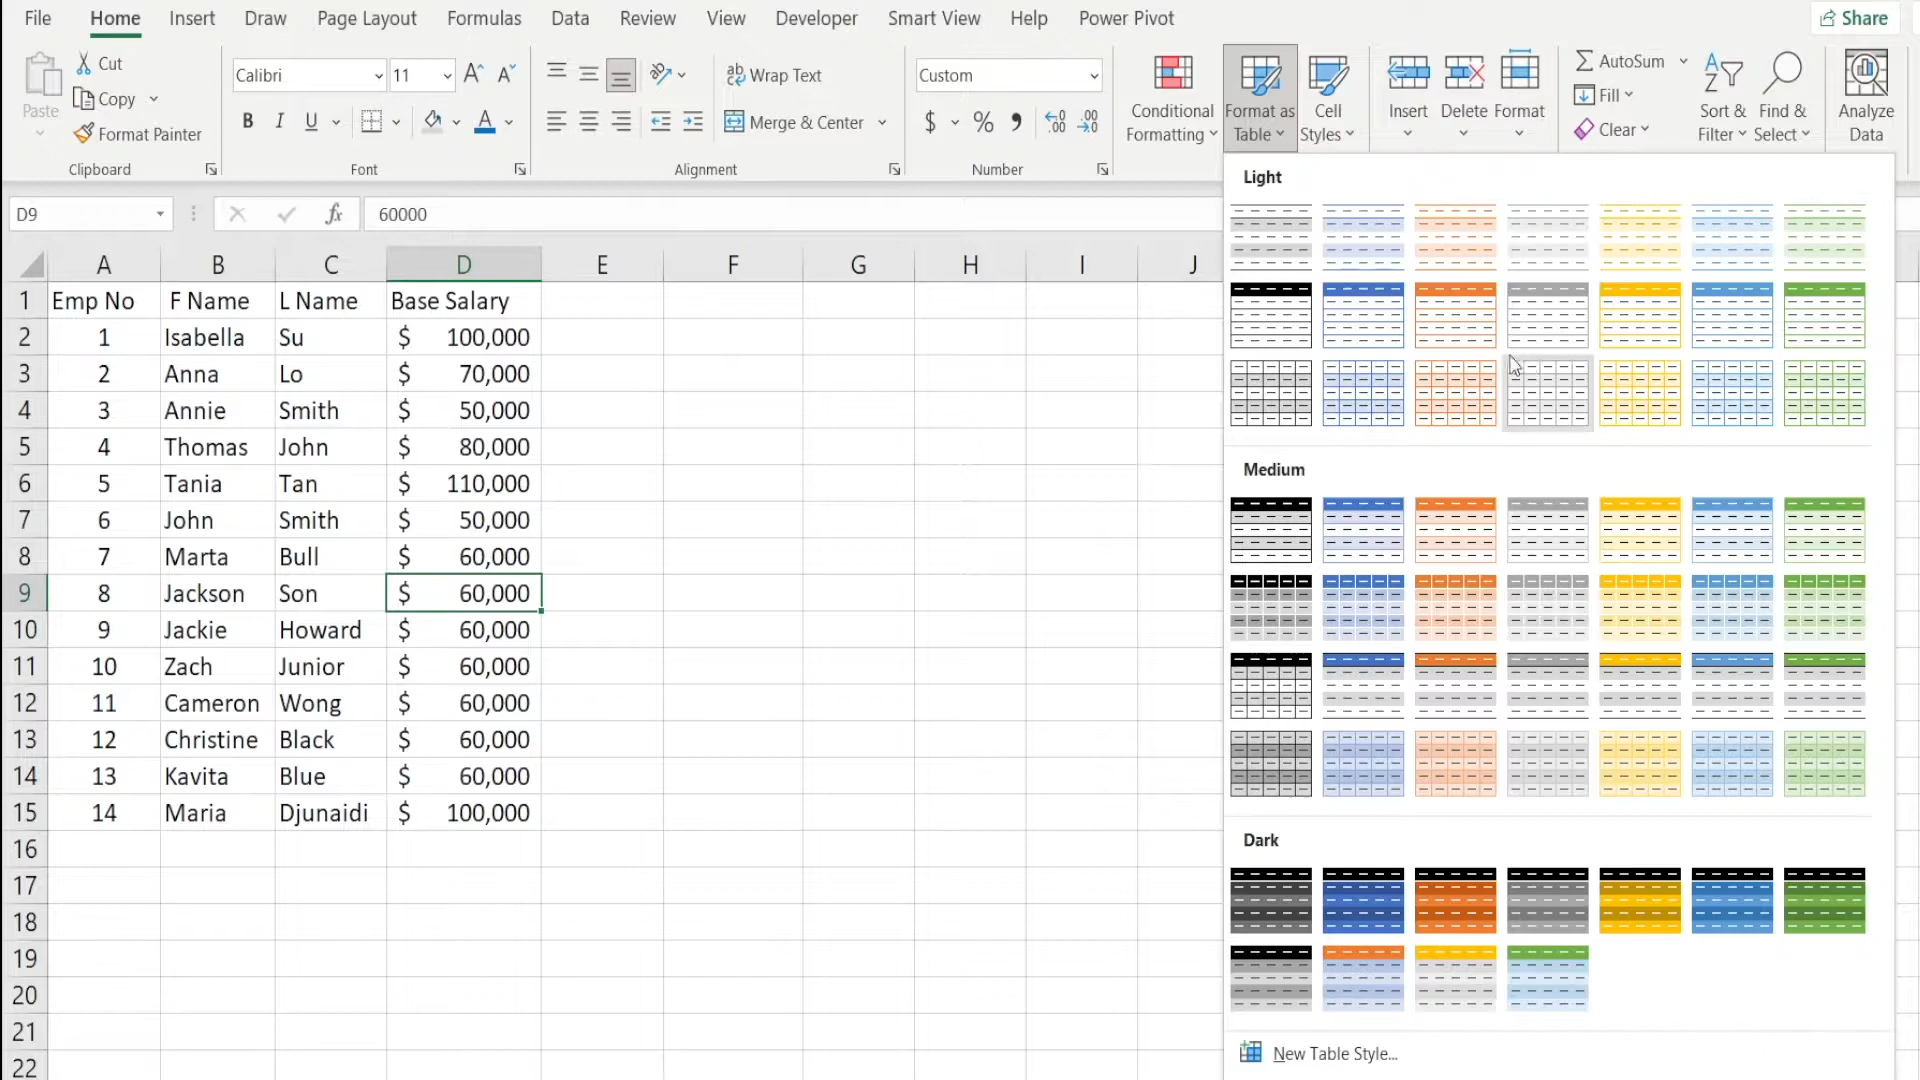 File Home Insert Draw Page Layout Formulas Data Review View Developer Smart View Help Power Pivot Share
Paste
Cut
Copy
Format Painter
Clipboard
Calibri 11
B I U
Font
Wrap Text
Merge & Center
Alignment
Custom
$ % ,
Number
Conditional
Formatting
Format as
Table
Cell
Styles
Insert Delete Format
AutoSum
Fill
Clear
Sort &
Filter
Find &
Select
Analyze
Data
D9 fx 60000
A B C D E F G H I J
1 Emp No F Name L Name Base Salary
2 1 Isabella Su $ 100,000
3 2 Anna Lo $ 70,000
4 3 Annie Smith $ 50,000
5 4 Thomas John $ 80,000
6 5 Tania Tan $ 110,000
7 6 John Smith $ 50,000
8 7 Marta Bull $ 60,000
9 8 Jackson Son $ 60,000
10 9 Jackie Howard $ 60,000
11 10 Zach Junior $ 60,000
12 11 Cameron Wong $ 60,000
13 12 Christine Black $ 60,000
14 13 Kavita Blue $ 60,000
15 14 Maria Djunaidi $ 100,000
16
17
18
19
20
21
22
Light
Medium
Dark
New Table Style...